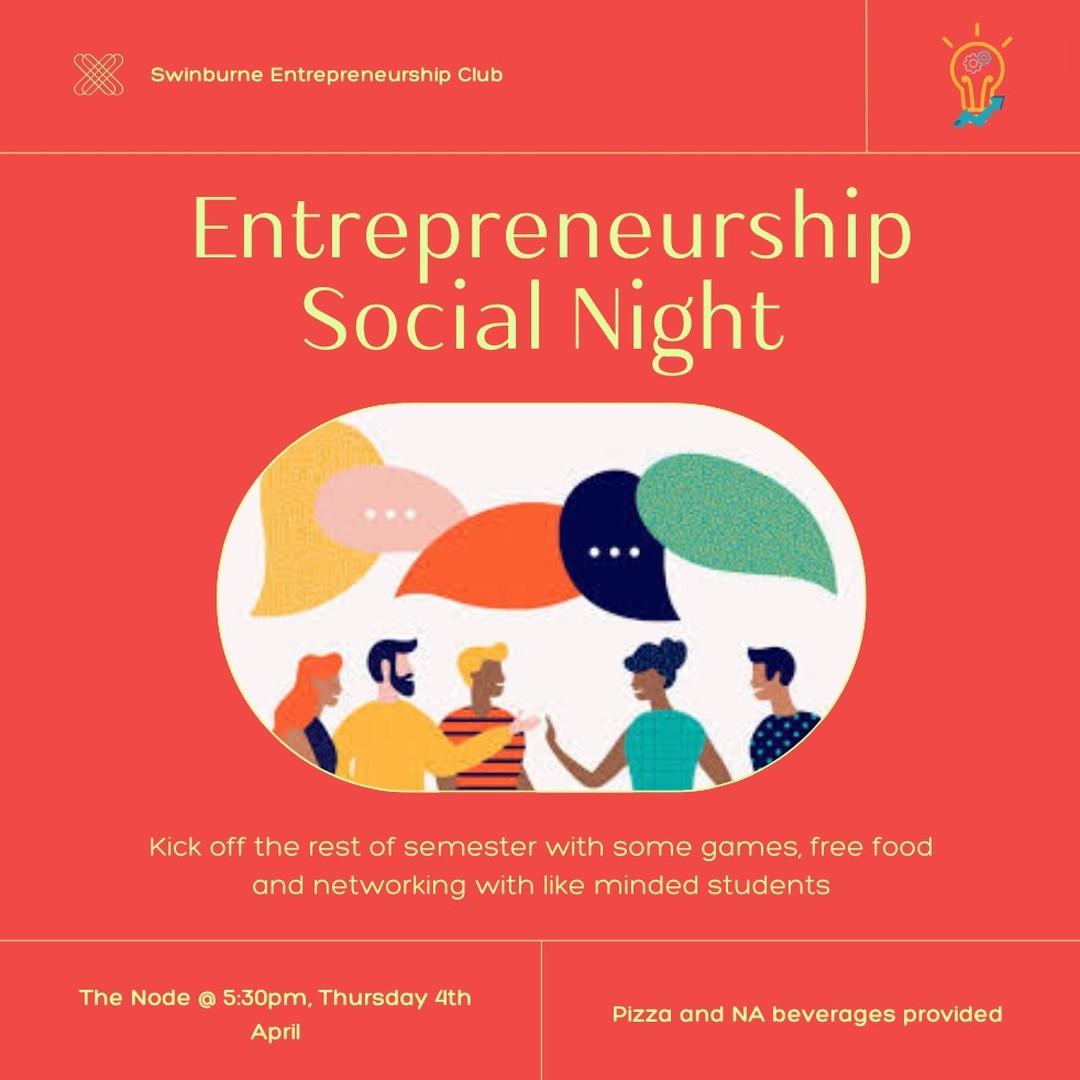 Swinburne Entrepreneurship Club
Entrepreneurship
Social Night
Kick off the rest of semester with some games, free food
and networking with like minded students
The Node @ 5:30pm, Thursday 4th
April
Pizza and NA beverages provided